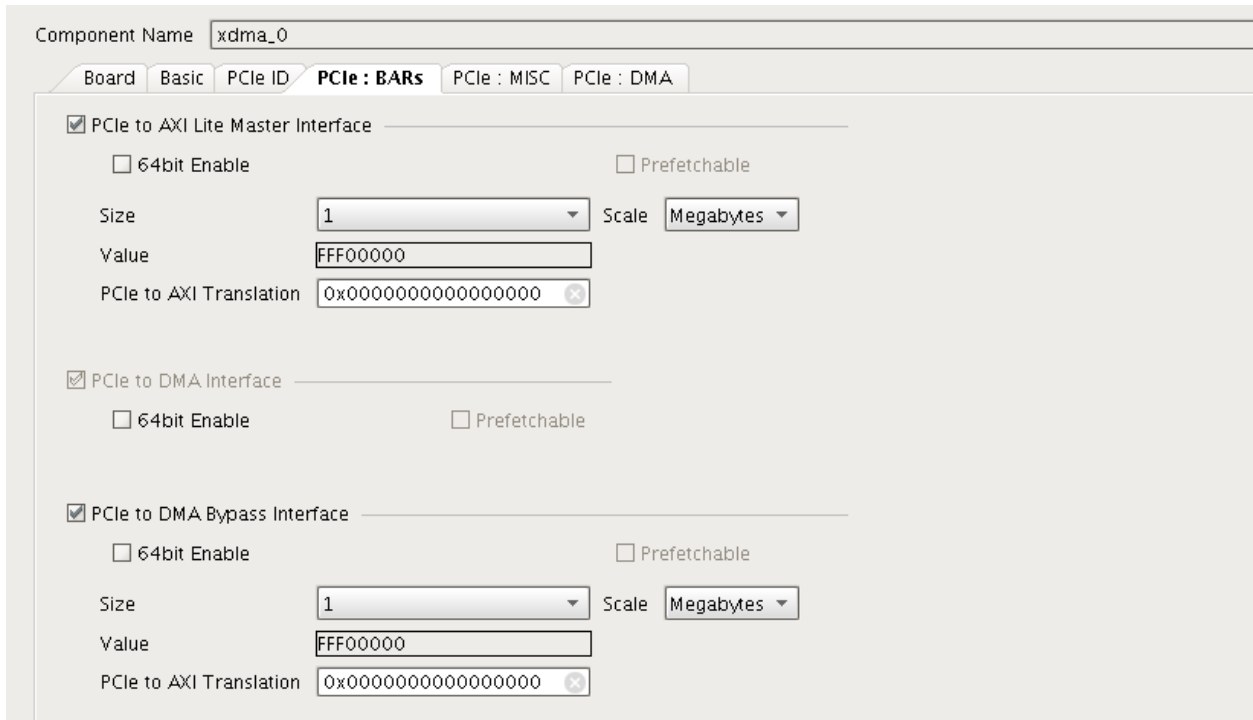 Component Name xdma_0
Board Basic PCIe ID PCIe : BARs PCIe : MISC PCIe : DMA
PCIe to AXI Lite Master Interface
64bit Enable Prefetchable
Size 1 Scale Megabytes
Value FFF00000
PCIe to AXI Translation 0x0000000000000000
PCIe to DMA Interface
64bit Enable Prefetchable
PCIe to DMA Bypass Interface
64bit Enable Prefetchable
Size 1 Scale Megabytes
Value FFF00000
PCIe to AXI Translation 0x0000000000000000